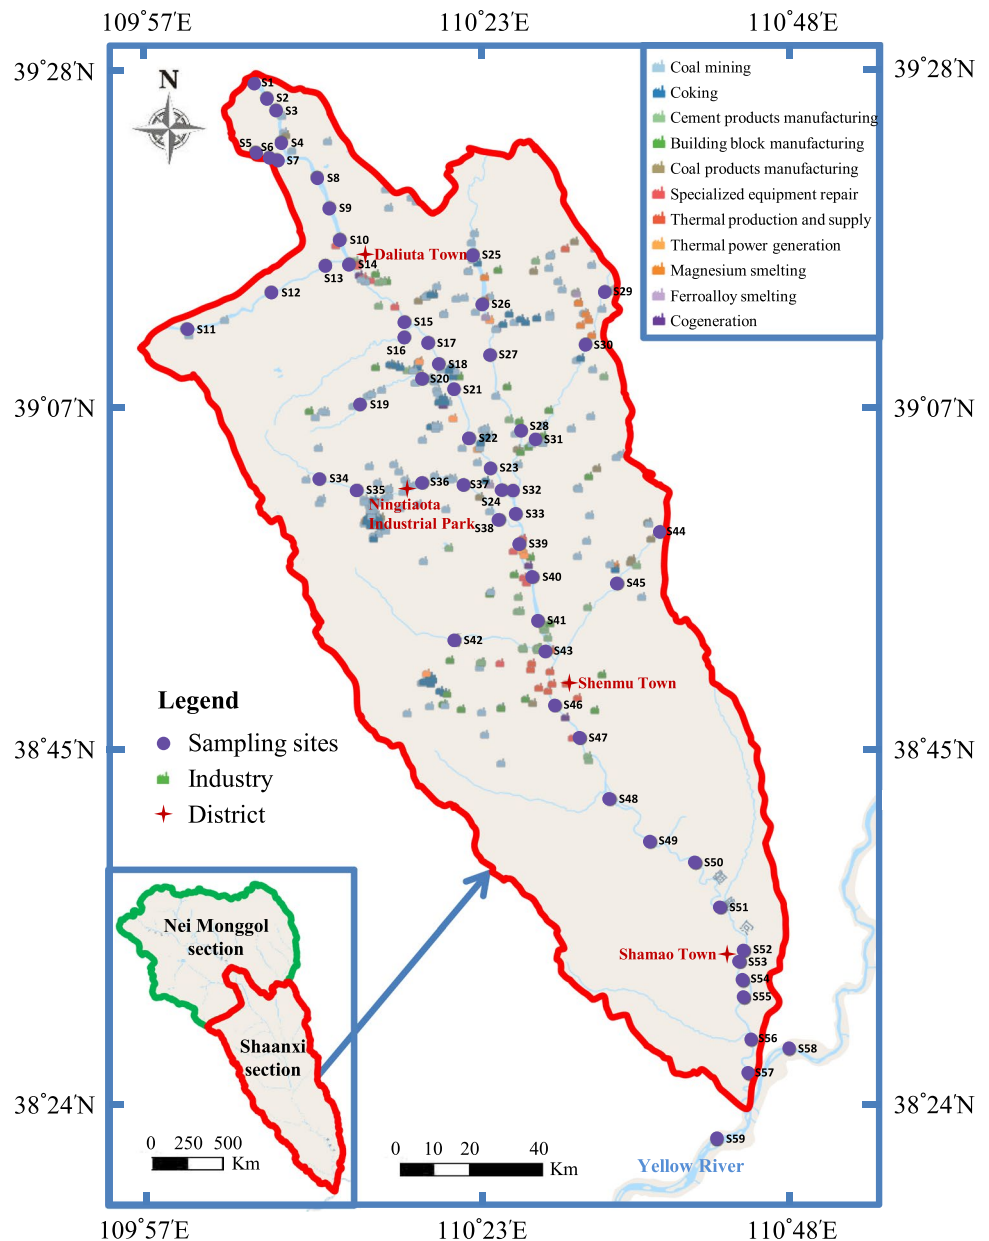 109°57′E
110°23′E
110°48′E
39°28′N
39°28′N
N
Coal mining
Coking
Cement products manufacturing
Building block manufacturing
Coal products manufacturing
Specialized equipment repair
Thermal production and supply
Thermal power generation
Magnesium smelting
Ferroalloy smelting
Cogeneration
S1
S2
S3
S4
S5
S6
S7
S8
S9
S10
Daliuta Town
S25
S13
S14
S12
S29
S26
S11
S15
S16
S17
S30
S27
S18
S20
S21
39°07′N
39°07′N
S19
S28
S22
S31
S23
S34
S36
S37
S35
S32
S24
Ningtiaota
Industrial Park
S33
S38
S44
S39
S40
S45
S41
S42
S43
Shenmu Town
Legend
S46
Sampling sites
S47
38°45′N
38°45′N
Industry
S48
District
S49
S50
S51
Nei Monggol
section
S52
Shamao Town
S53
S54
S55
Shaanxi
section
S56
S58
S57
38°24′N
38°24′N
0 250 500
Km
0 10 20 40
Km
S59
Yellow River
109°57′E
110°23′E
110°48′E